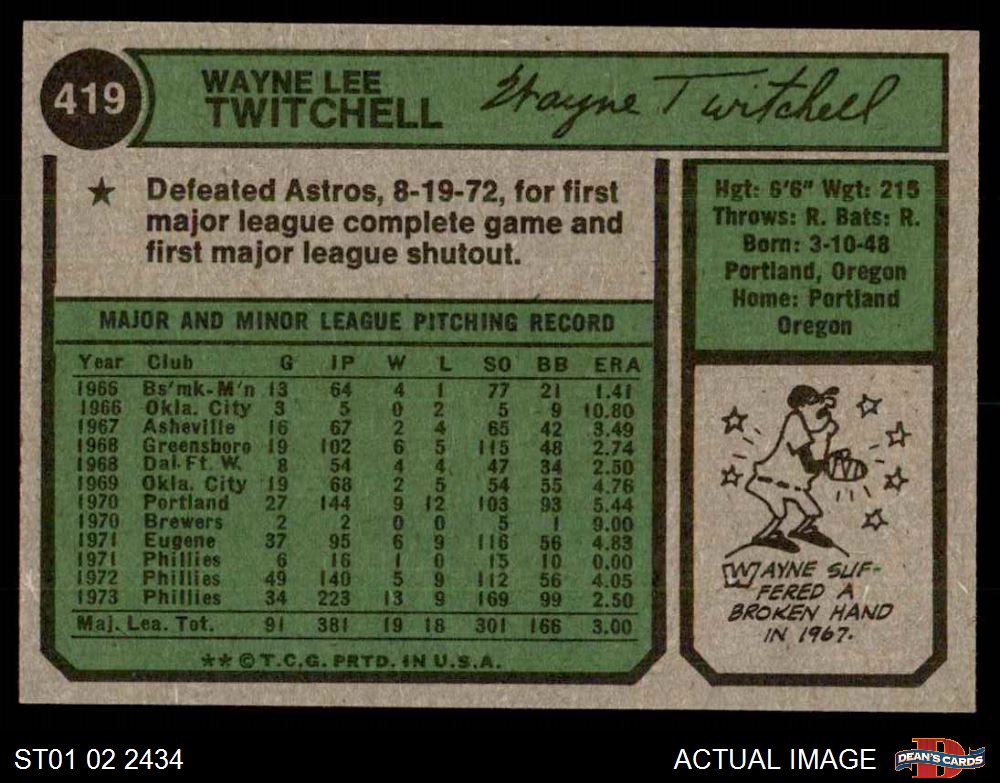 419
WAYNE LEE
TWITCHELL
Wayne Twitchell
★ Defeated Astros, 8-19-72, for first
major league complete game and
first major league shutout.
Hgt: 6'6" Wgt: 215
Throws: R. Bats: R.
Born: 3-10-48
Portland, Oregon
Home: Portland
Oregon
MAJOR AND MINOR LEAGUE PITCHING RECORD
Year Club G IP W L SO BB ERA
1966 Bs'mk-M'n 13 64 4 1 77 21 1.41
1966 Okla. City 3 5 0 2 5 9 10.80
1967 Asheville 16 67 2 4 65 42 3.49
1968 Greensboro 19 102 6 5 115 48 2.74
1968 Dal-Ft. W. 8 54 4 4 47 34 2.50
1969 Okla. City 19 68 2 5 54 55 4.76
1970 Portland 27 144 9 12 103 93 5.44
1970 Brewers 2 2 0 0 5 1 9.00
1971 Eugene 37 95 6 9 116 56 4.83
1971 Phillies 6 16 1 0 15 10 0.00
1972 Phillies 49 140 5 9 112 56 4.05
1973 Phillies 34 223 13 9 169 99 2.50
Maj. Lea. Tot. 91 381 19 18 301 166 3.00
**© T.C.G. PRTD. IN U.S.A.
WAYNE SUF-
FERED A
BROKEN HAND
IN 1967.
ST01 02 2434
ACTUAL IMAGE
DEAN'S CARDS